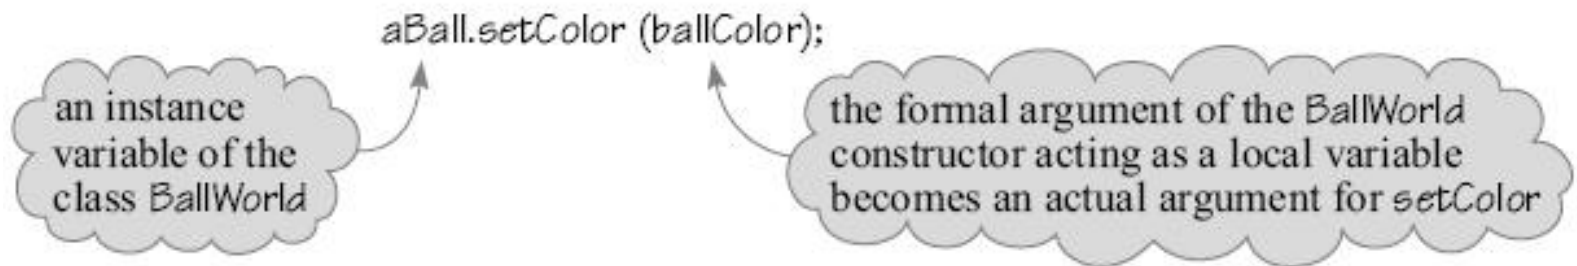 aBall.setColor (ballColor);
an instance
variable of the
class BallWorld
the formal argument of the BallWorld
constructor acting as a local variable
becomes an actual argument for setColor